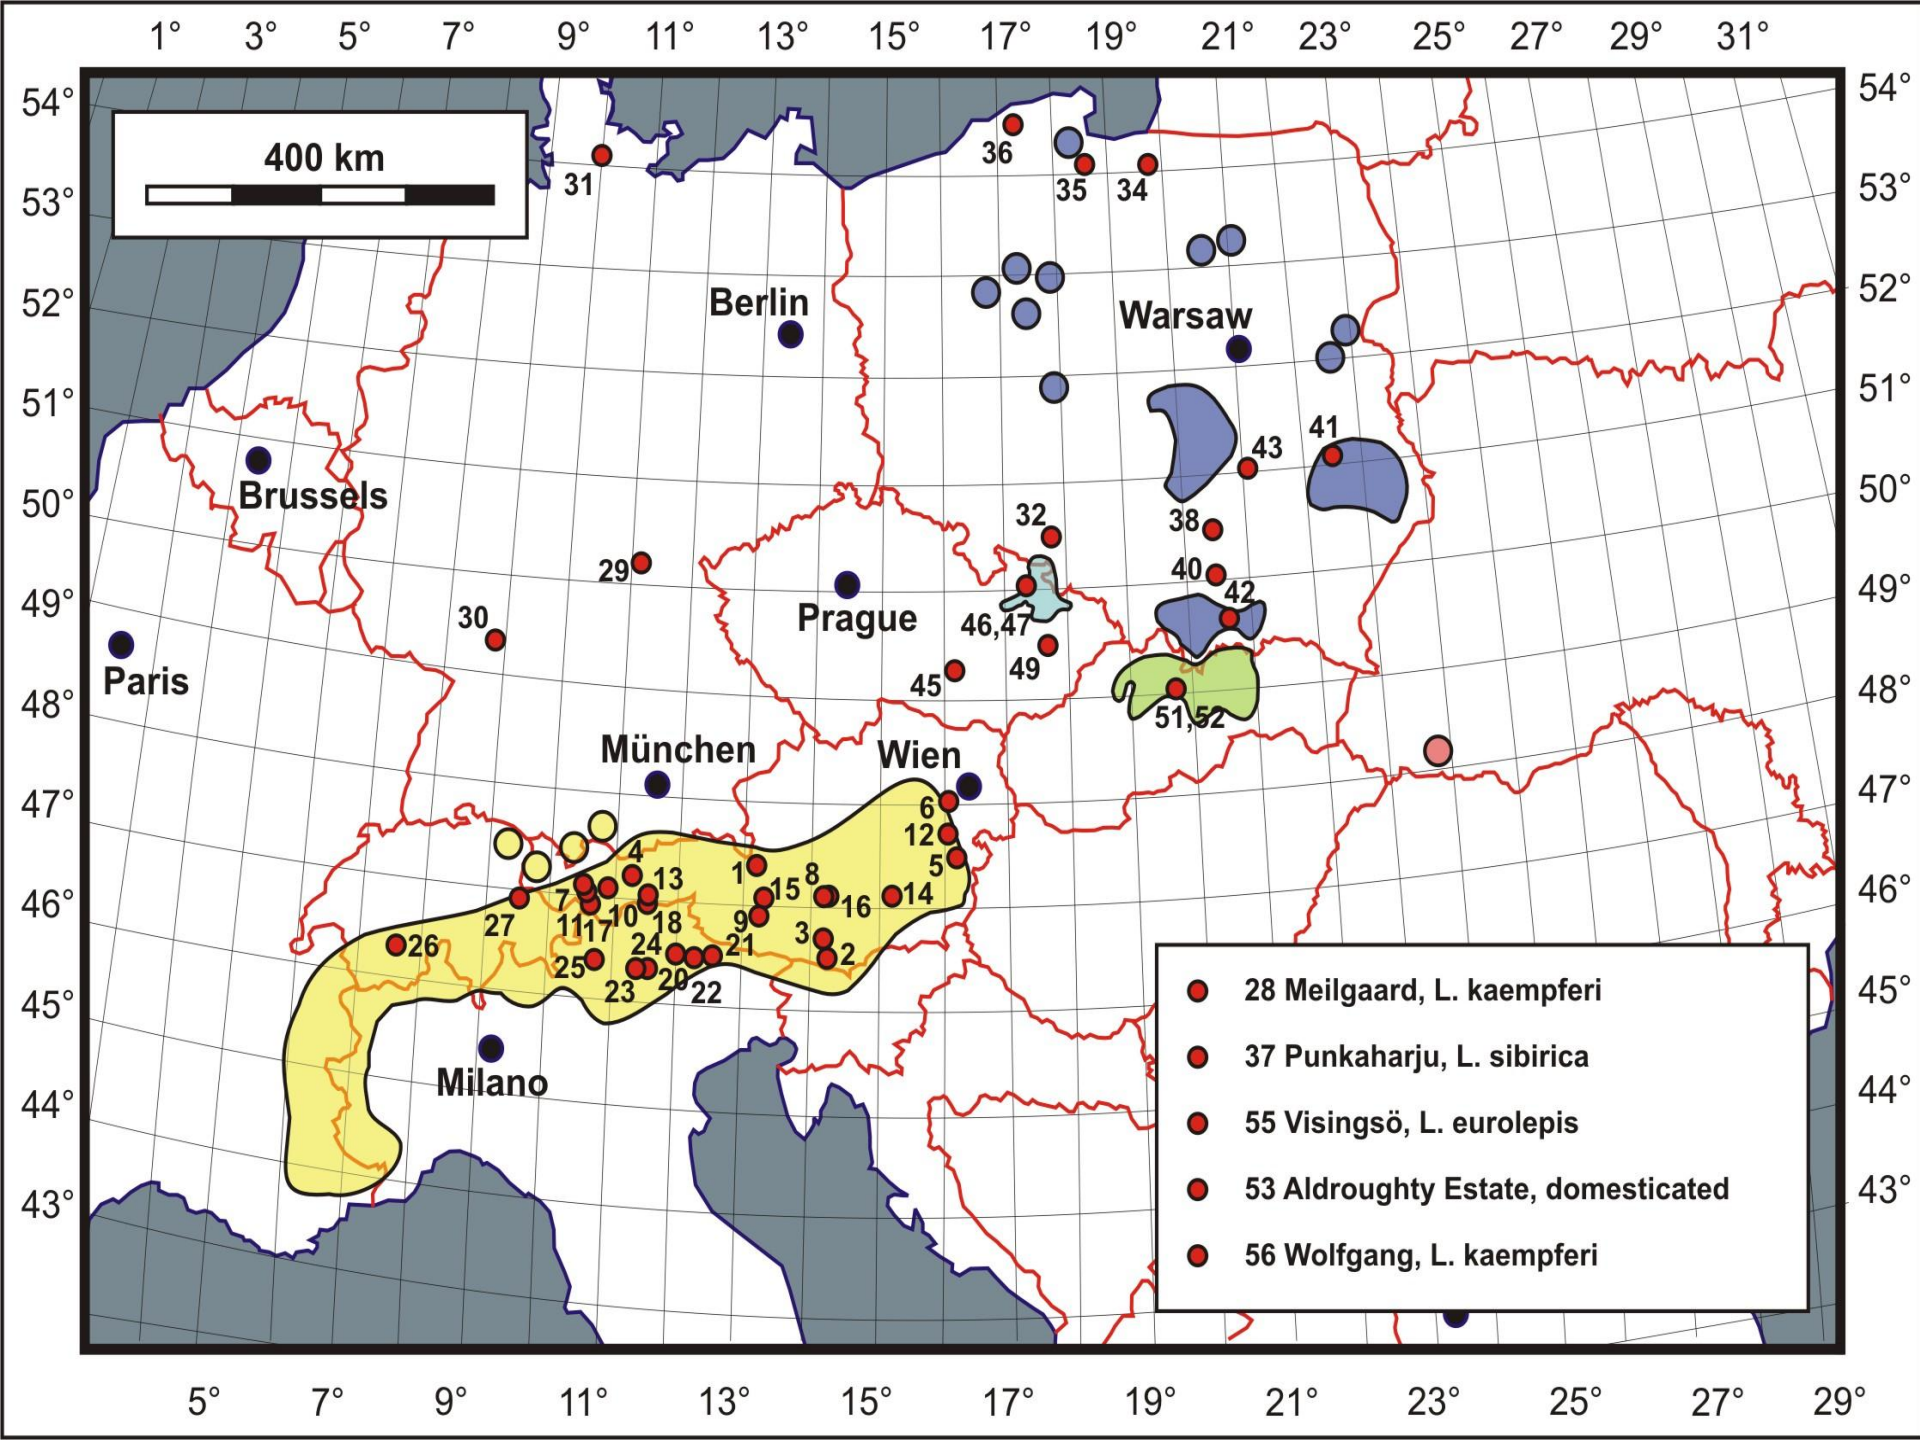 1° 3° 5° 7° 9° 11° 13° 15° 17° 19° 21° 23° 25° 27° 29° 31°
54° 54°
400 km
36
31
35 34
53° 53°
52° 52°
Berlin
Warsaw
51° 51°
41
43
Brussels
50° 50°
32
38
29
40
42
49° 49°
30
Prague
46,47
49
Paris
45
48° 48°
51,52
München
Wien
47° 47°
6
12
4
1
8
5
13
15
7
46° 46°
14
16
27
11 17 10 18
9
3
26
24
21
2
25
20
23
22
45° 45°
28 Meilgaard, L. kaempferi
37 Punkaharju, L. sibirica
Milano
44° 44°
55 Visingsö, L. eurolepis
53 Aldroughty Estate, domesticated
43° 43°
56 Wolfgang, L. kaempferi
5° 7° 9° 11° 13° 15° 17° 19° 21° 23° 25° 27° 29°